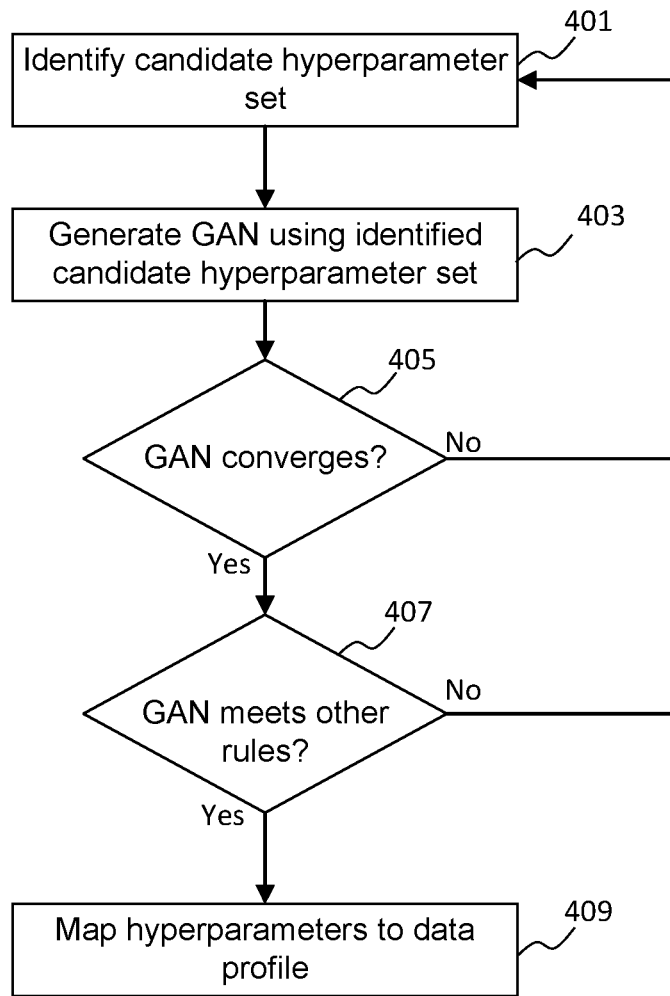 401
Identify candidate hyperparameter
set
403
Generate GAN using identified
candidate hyperparameter set
405
GAN converges?
No
Yes
407
GAN meets other
rules?
No
Yes
409
Map hyperparameters to data
profile